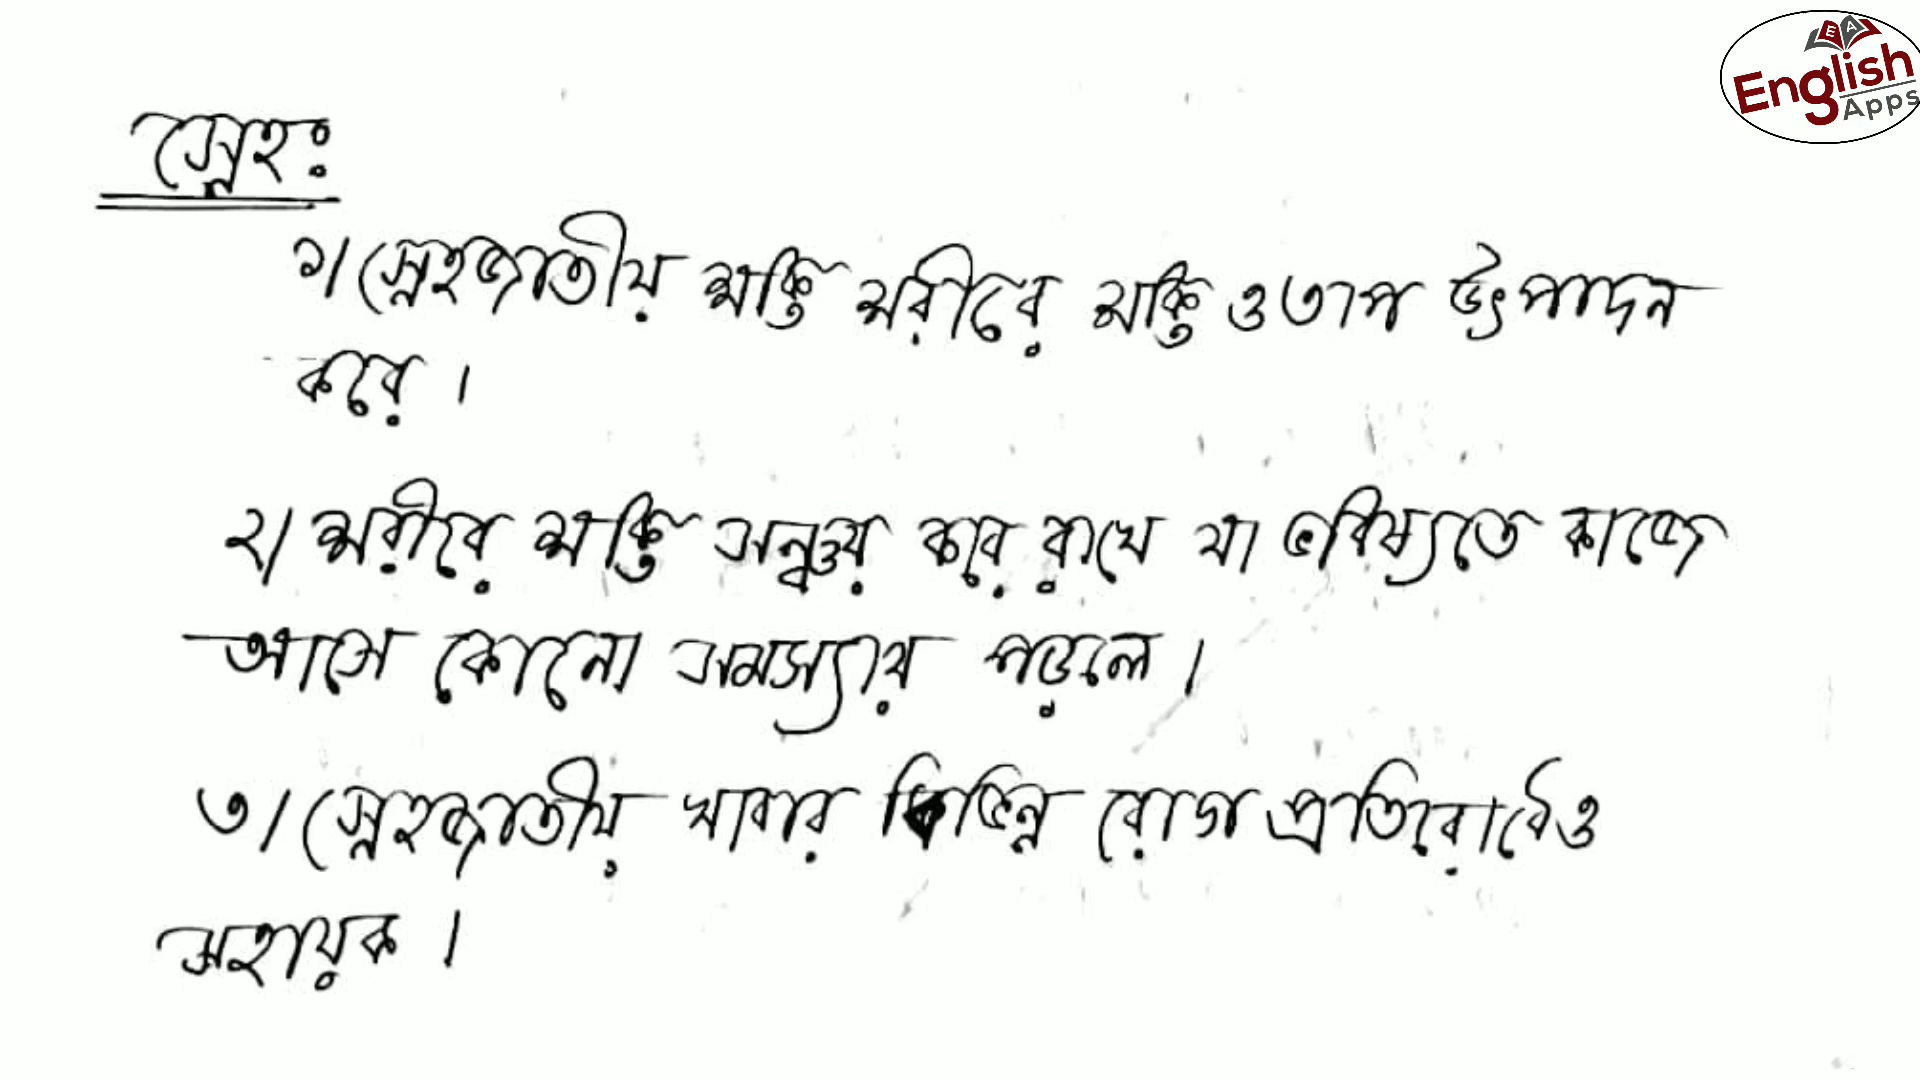 English
Apps
স্নেহঃ
১। স্নেহজাতীয় শক্তি শরীরে শক্তি ও তাপ উৎপাদন
করে।
২। শরীরে শক্তি সঞ্চয় করে রাখে যা ভবিষ্যতে কাজে
আসে কোনো সমস্যায় পড়লে।
৩। স্নেহজাতীয় খাবার বিভিন্ন রোগ প্রতিরোধেও
সহায়ক।